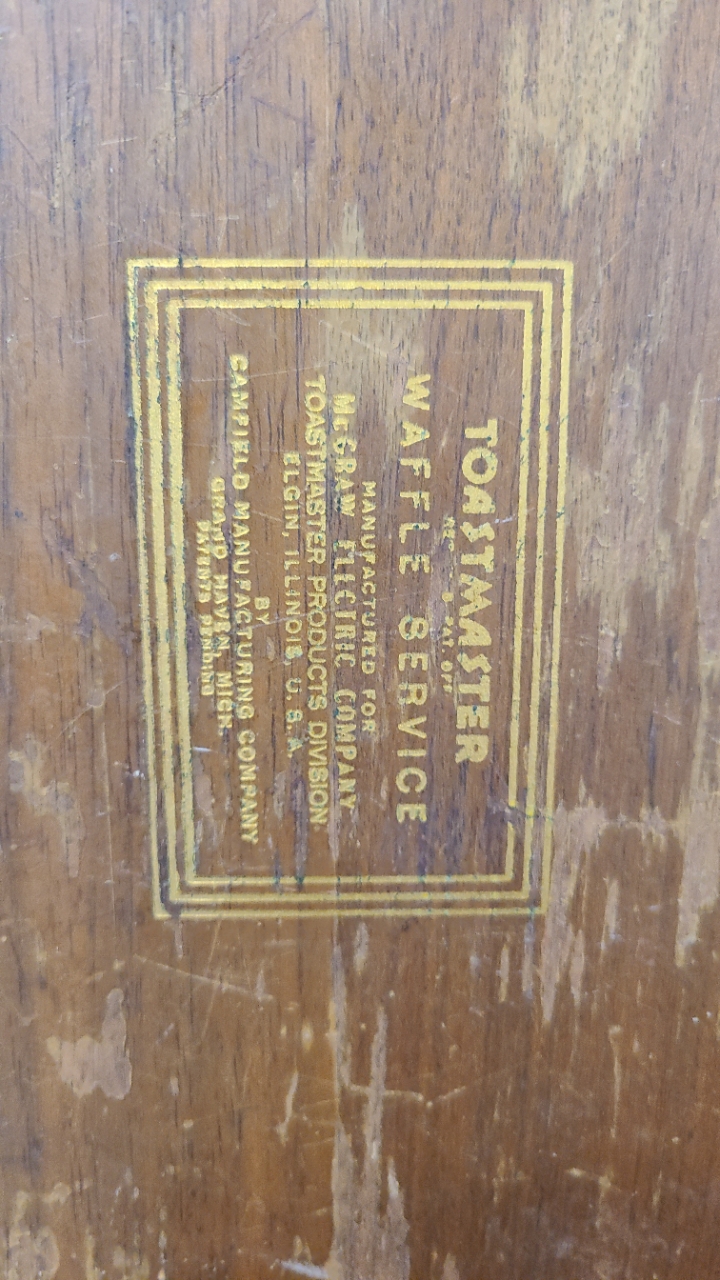 TOASTMASTER
REG. U.S. PAT. OFF.
WAFFLE SERVICE
MANUFACTURED FOR
McGRAW ELECTRIC COMPANY
TOASTMASTER PRODUCTS DIVISION
ELGIN, ILLINOIS, U.S.A.
BY
CAMFIELD MANUFACTURING COMPANY
GRAND HAVEN, MICH.
PATENTS PENDING